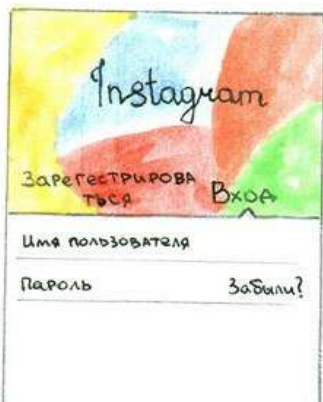 Instagram
Зарегестрирова
ться
Вход
Имя пользователя
Пароль Забыли?